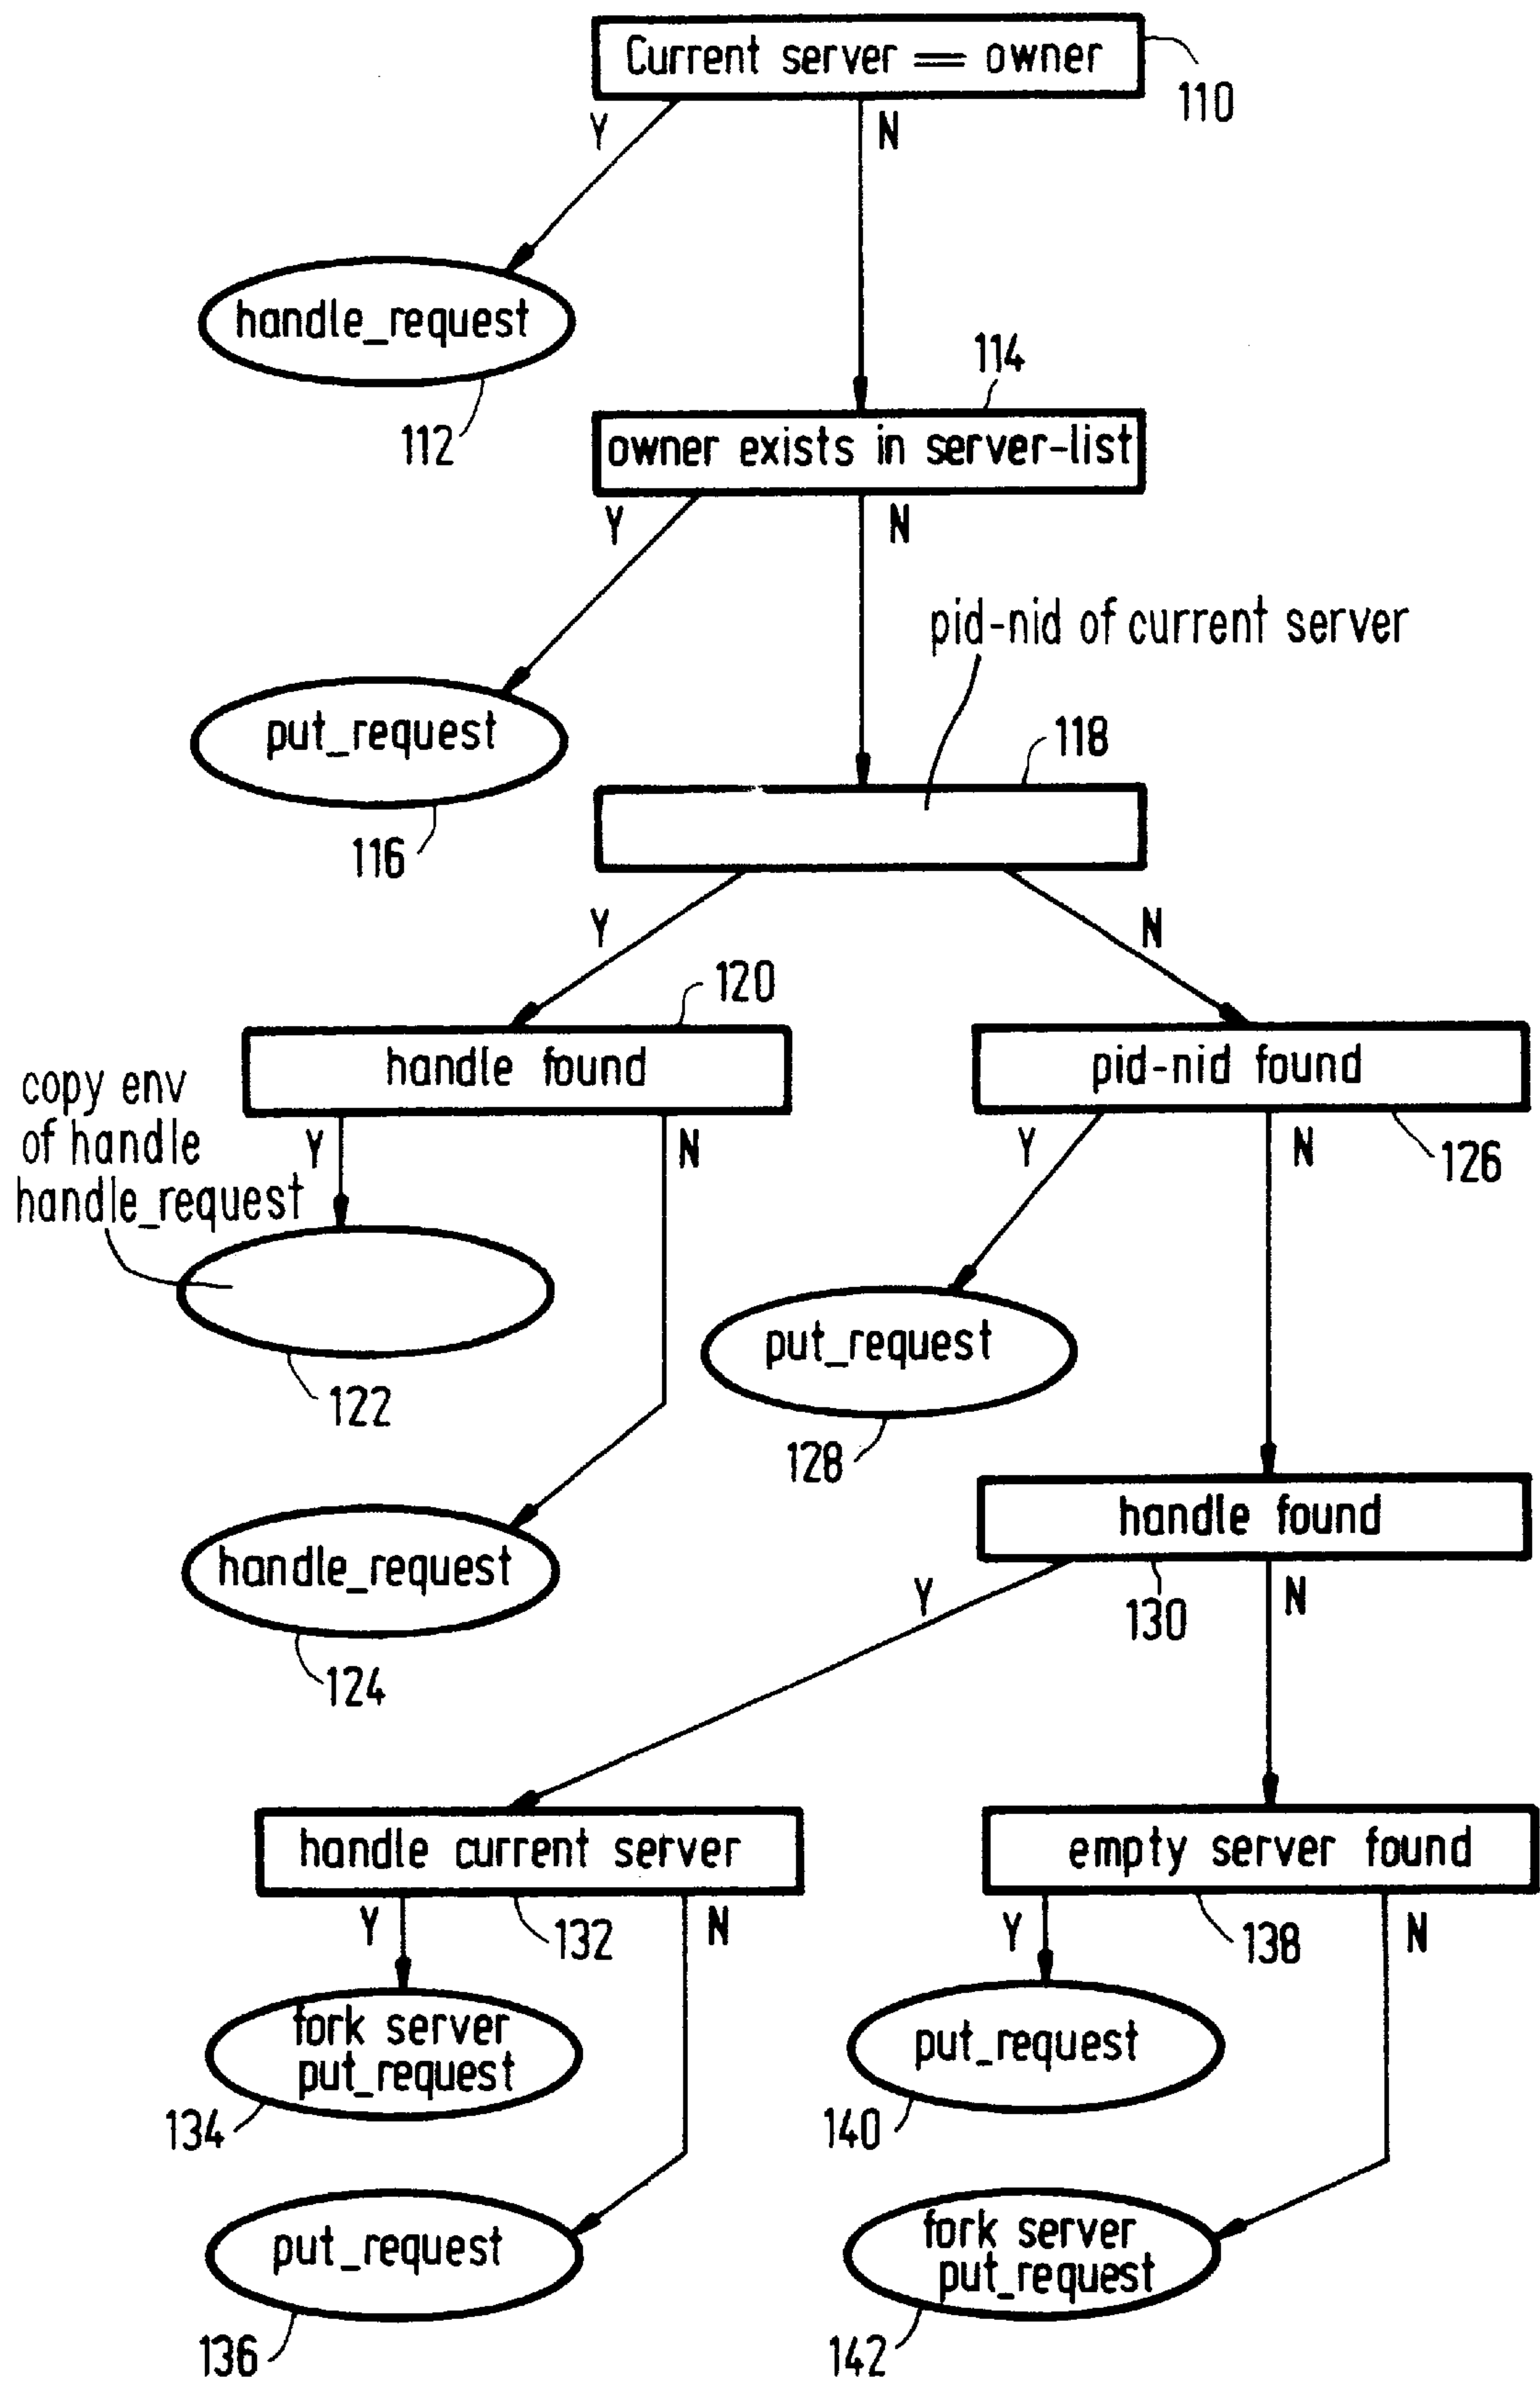 Current server == owner
110
Y
N
handle_request
112
114
owner exists in server-list
Y
N
pid-nid of current server
put_request
116
118
Y
N
120
handle found
pid-nid found
copy env
of handle
handle_request
Y
N
Y
N
126
122
put_request
128
handle found
130
handle_request
124
Y
N
handle current server
empty server found
Y
132
N
Y
138
N
fork server
put_request
134
put_request
140
put_request
136
fork server
put_request
142